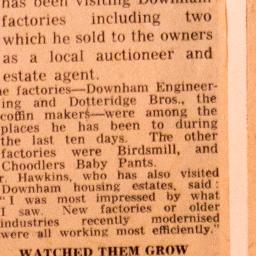 has been visiting Downham
factories including two
which he sold to the owners
as a local auctioneer and
estate agent.
e factories—Downham Engineer-
ing and Dotteridge Bros., the
coffin makers—were among the
places he has been to during
the last ten days. The other
factories were Birdsmill, and
Choodlers Baby Pants.
r. Hawkins, who has also visited
Downham housing estates, said:
"I was most impressed by what
I saw. New factories or older
industries recently modernised
were all working most efficiently."
WATCHED THEM GROW